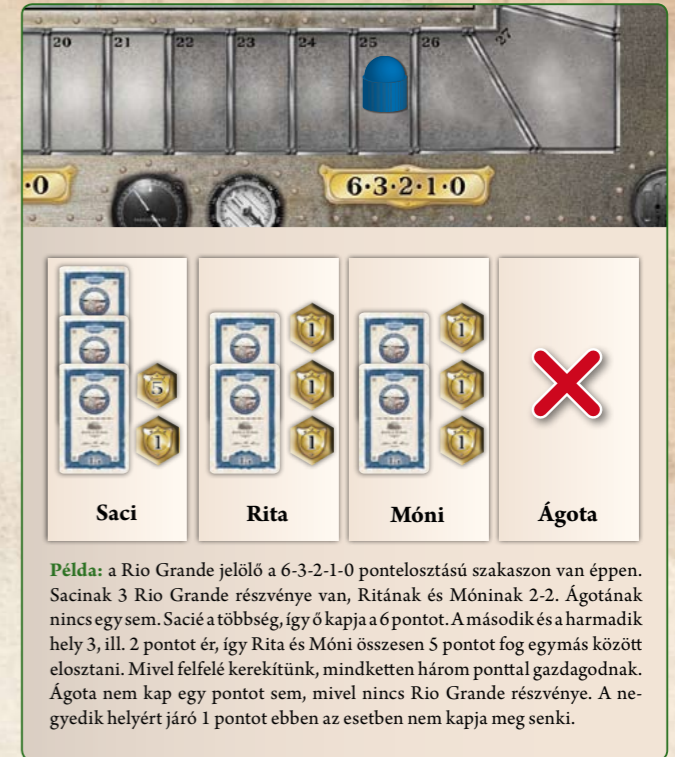 20 21 22 23 24 25 26 27
·0 6·3·2·1·0
5 1 1
1 1
1 1 1
Saci Rita Móni Ágota
Példa: a Rio Grande jelölő a 6-3-2-1-0 pontelosztású szakaszon van éppen.
Sacinak 3 Rio Grande részvénye van, Ritának és Móninak 2-2. Ágotának
nincs egy sem. Sacié a többség, így ő kapja a 6 pontot. A második és a harmadik
hely 3, ill. 2 pontot ér, így Rita és Móni összesen 5 pontot fog egymás között
elosztani. Mivel felfelé kerekítünk, mindketten három ponttal gazdagodnak.
Ágota nem kap egy pontot sem, mivel nincs Rio Grande részvénye. A ne-
gyedik helyért járó 1 pontot ebben az esetben nem kapja meg senki.